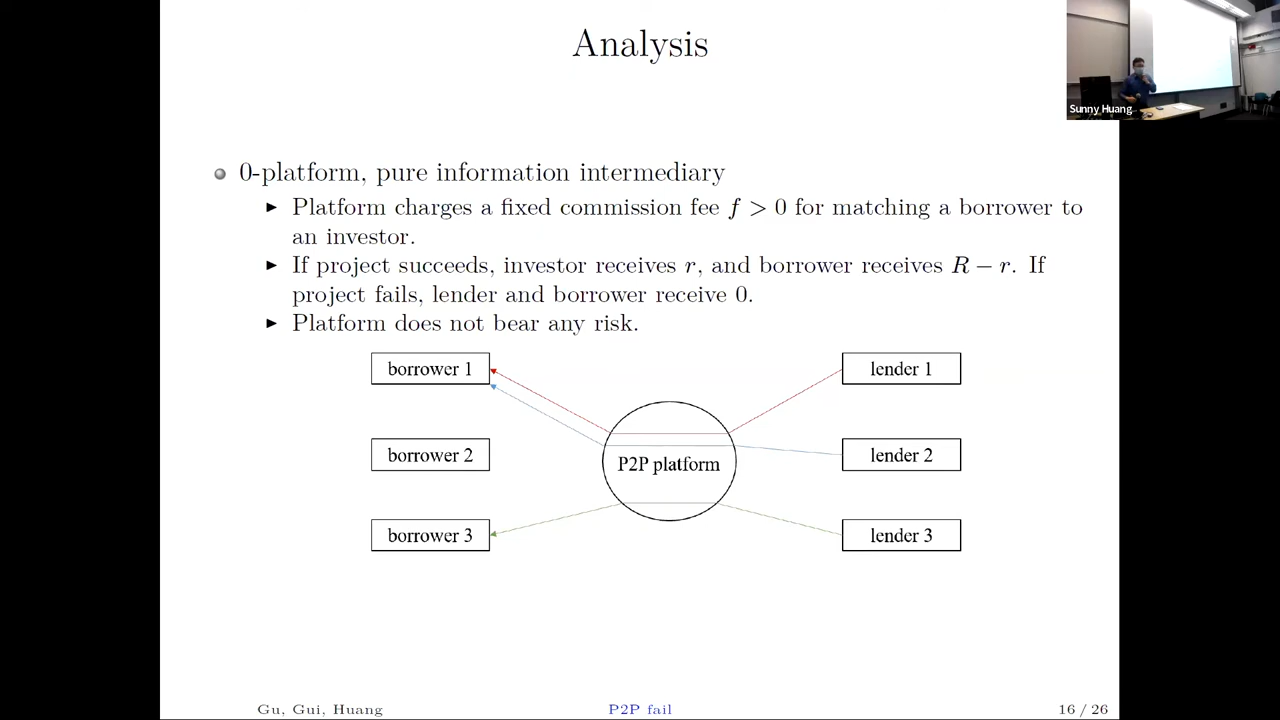 Analysis
Sunny Huang
0-platform, pure information intermediary
Platform charges a fixed commission fee f > 0 for matching a borrower to
an investor.
If project succeeds, investor receives r, and borrower receives R − r. If
project fails, lender and borrower receive 0.
Platform does not bear any risk.
borrower 1
lender 1
borrower 2
P2P platform
lender 2
borrower 3
lender 3
Gu, Gui, Huang
P2P fail
16 / 26